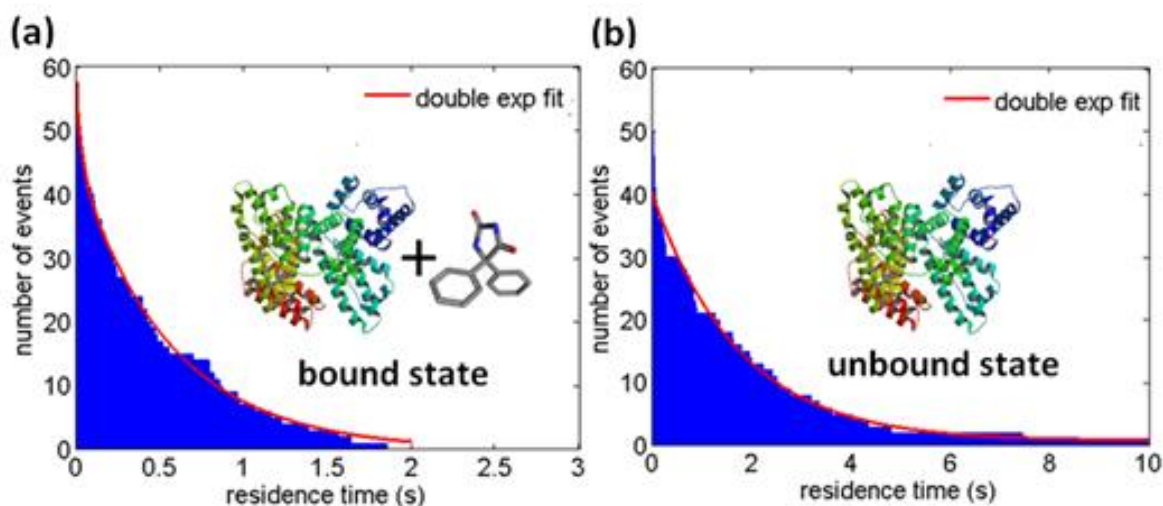 (a)
60
50
40
30
20
10
0
number of events
double exp fit
+
bound state
0.5
1
1.5
2
2.5
3
residence time (s)
(b)
60
50
40
30
20
10
0
number of events
double exp fit
unbound state
0
2
4
6
8
10
residence time (s)